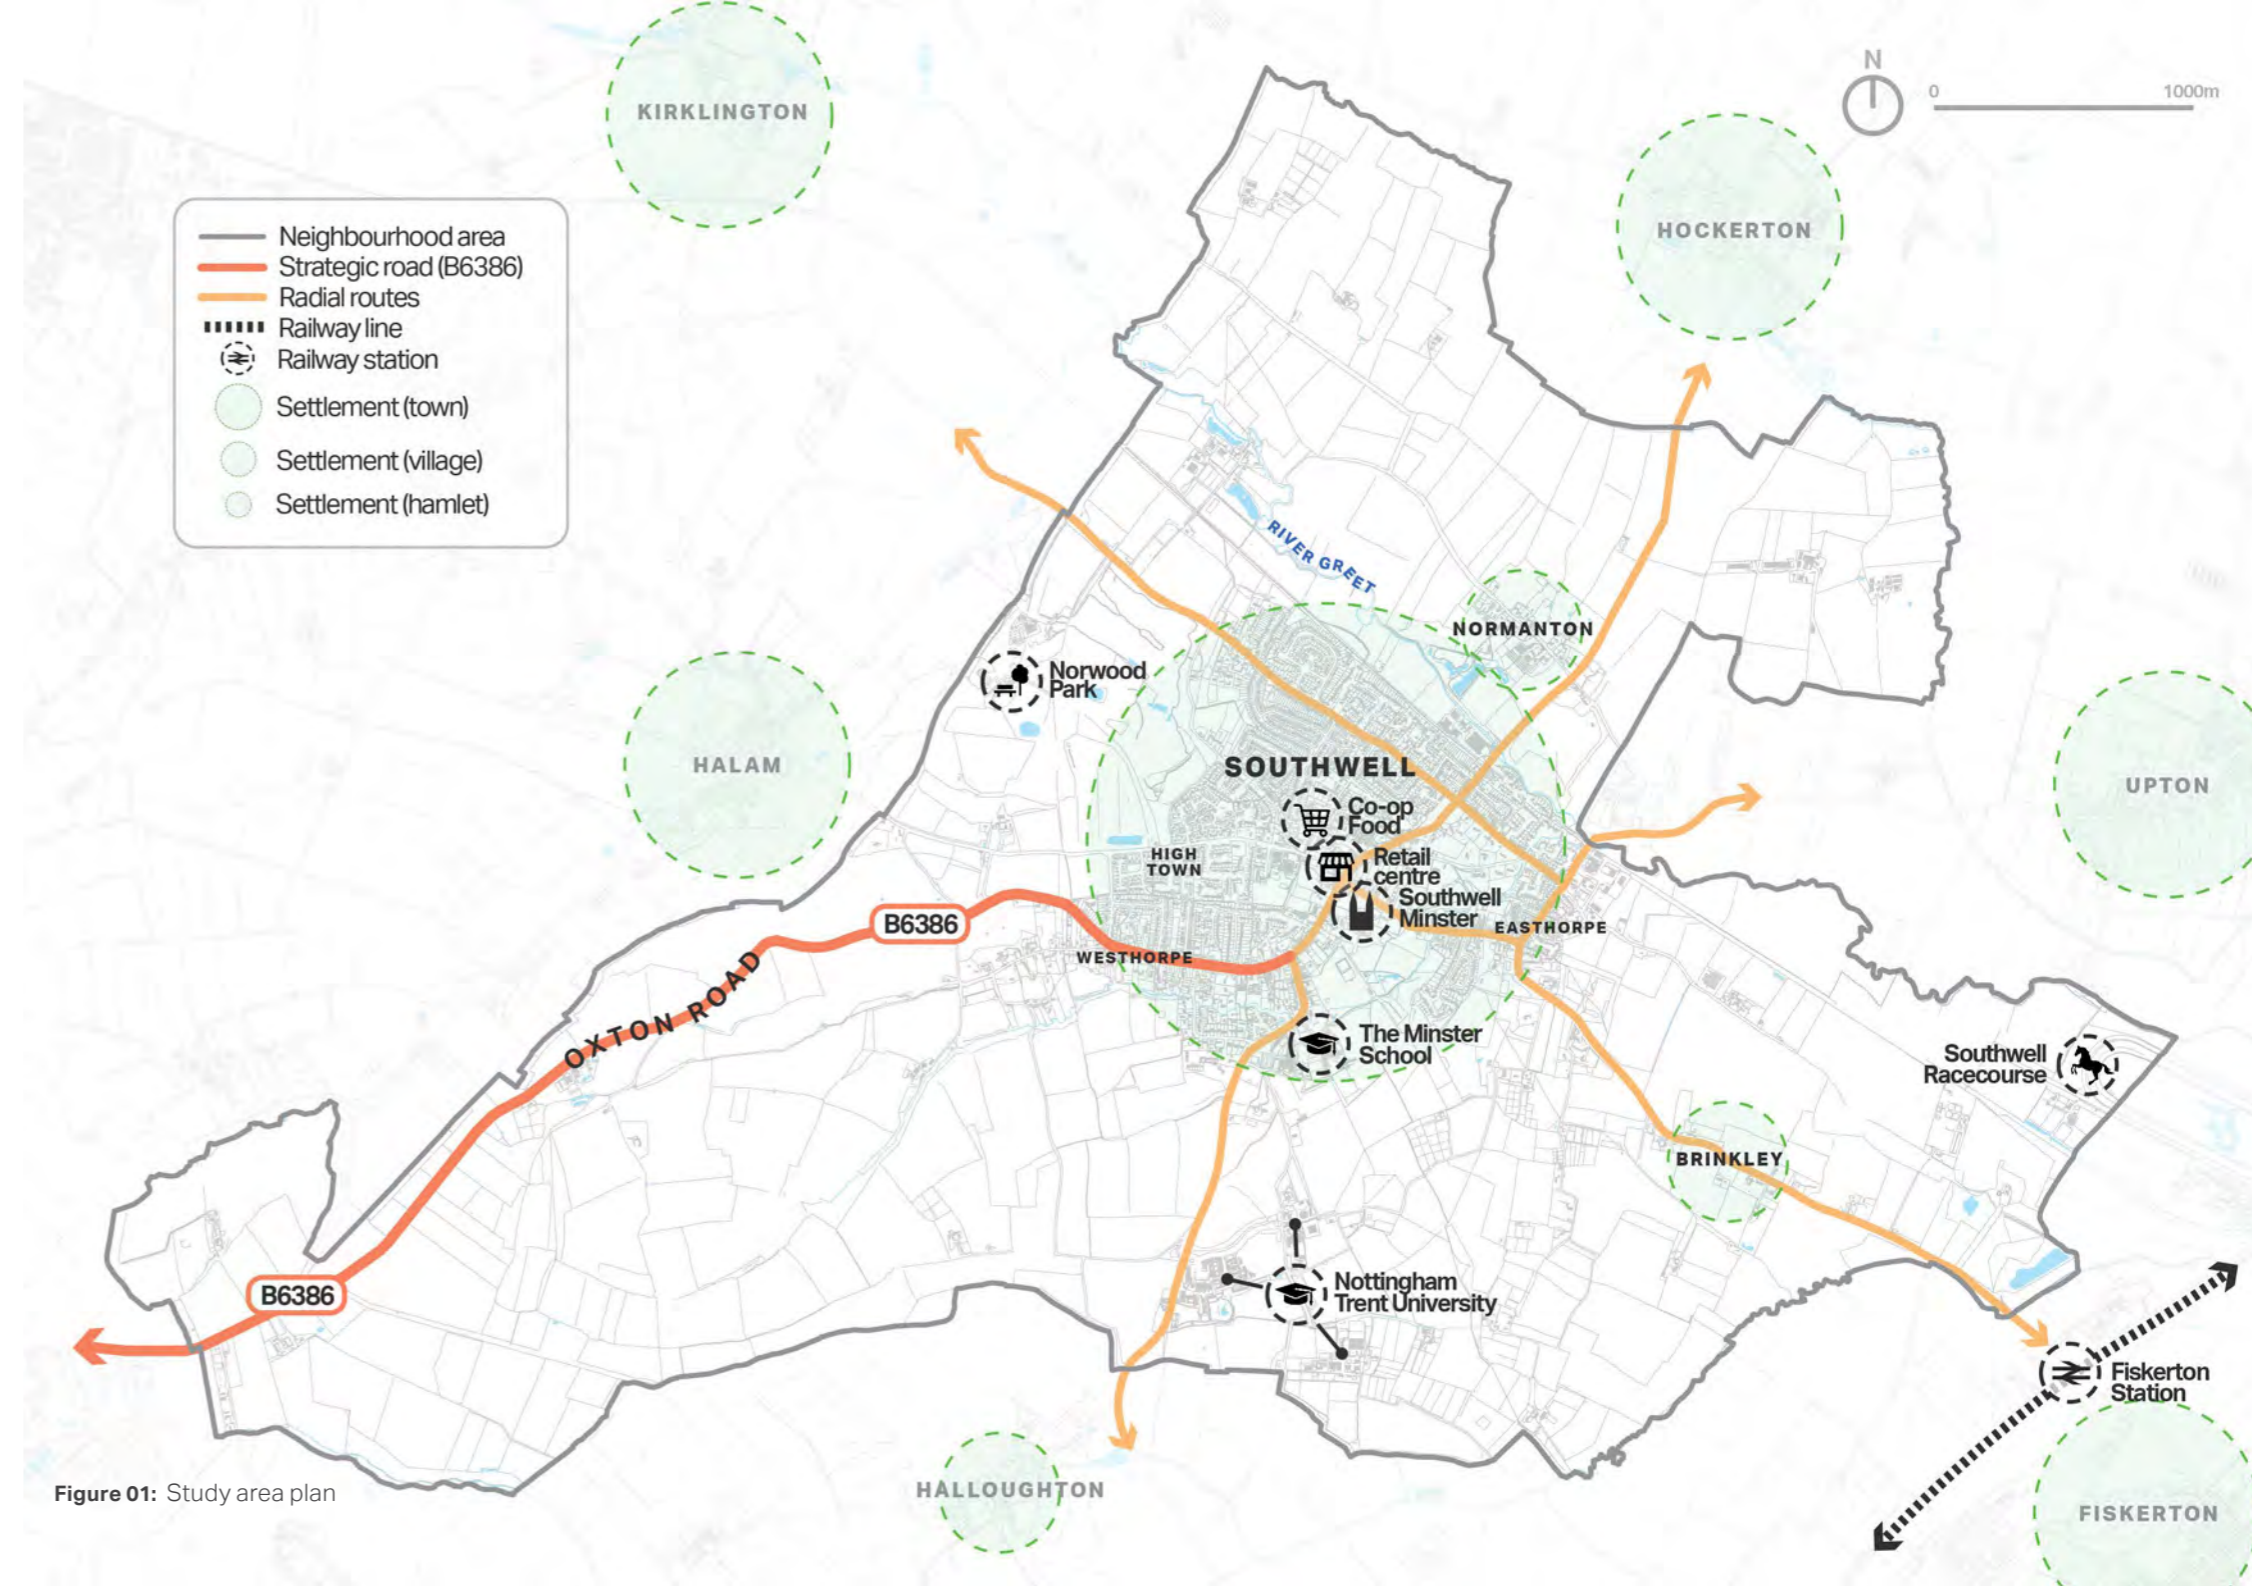 KIRKLINGTON
N
0 1000m
HOCKERTON
Neighbourhood area
Strategic road (B6386)
Radial routes
Railway line
Railway station
Settlement (town)
Settlement (village)
Settlement (hamlet)
RIVER GREET
NORMANTON
Norwood
Park
HALAM
SOUTHWELL
UPTON
Co-op
Food
HIGH
TOWN
Retail
centre
Southwell
Minster
B6386
EASTHORPE
WESTHORPE
OXTON ROAD
The Minster
School
Southwell
Racecourse
BRINKLEY
B6386
Nottingham
Trent University
Fiskerton
Station
HALLOUGHTON
FISKERTON
Figure 01: Study area plan